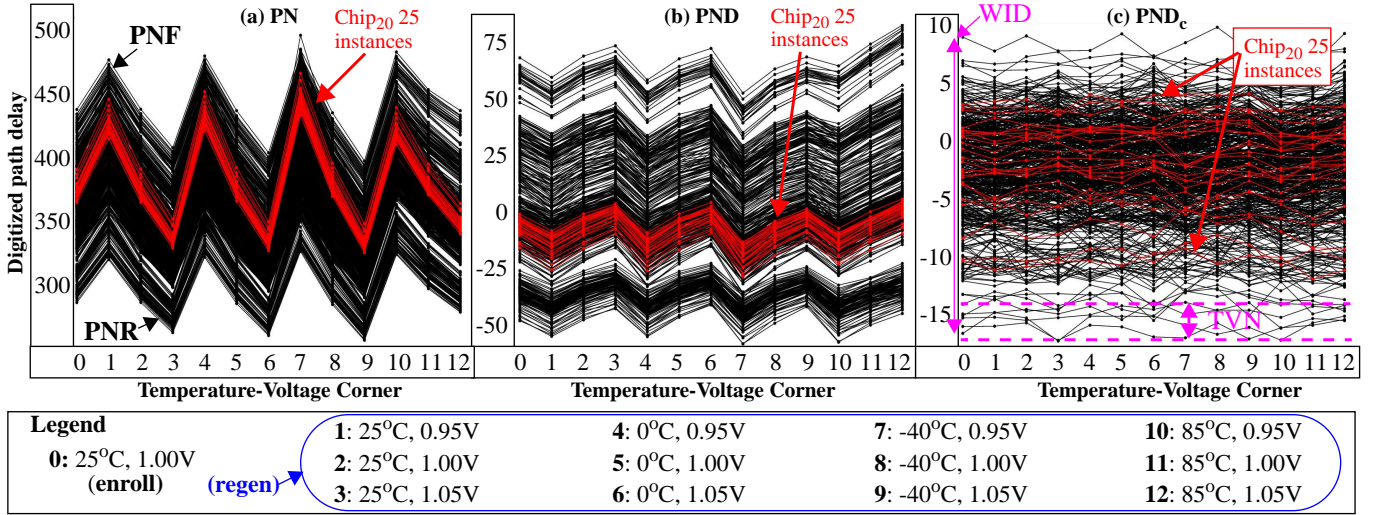 (a) PN
(b) PND
(c) PNDc
500
450
400
350
300
Digitized path delay
PNF
PNR
Chip20 25
instances
75
50
25
0
-25
-50
Chip20 25
instances
10
5
0
-5
-10
-15
WID
Chip20 25
instances
TVN
0 1 2 3 4 5 6 7 8 9 10 11 12
0 1 2 3 4 5 6 7 8 9 10 11 12
0 1 2 3 4 5 6 7 8 9 10 11 12
Temperature-Voltage Corner
Temperature-Voltage Corner
Temperature-Voltage Corner
Legend
0: 25°C, 1.00V
(enroll)
(regen)
1: 25°C, 0.95V
2: 25°C, 1.00V
3: 25°C, 1.05V
4: 0°C, 0.95V
5: 0°C, 1.00V
6: 0°C, 1.05V
7: -40°C, 0.95V
8: -40°C, 1.00V
9: -40°C, 1.05V
10: 85°C, 0.95V
11: 85°C, 1.00V
12: 85°C, 1.05V